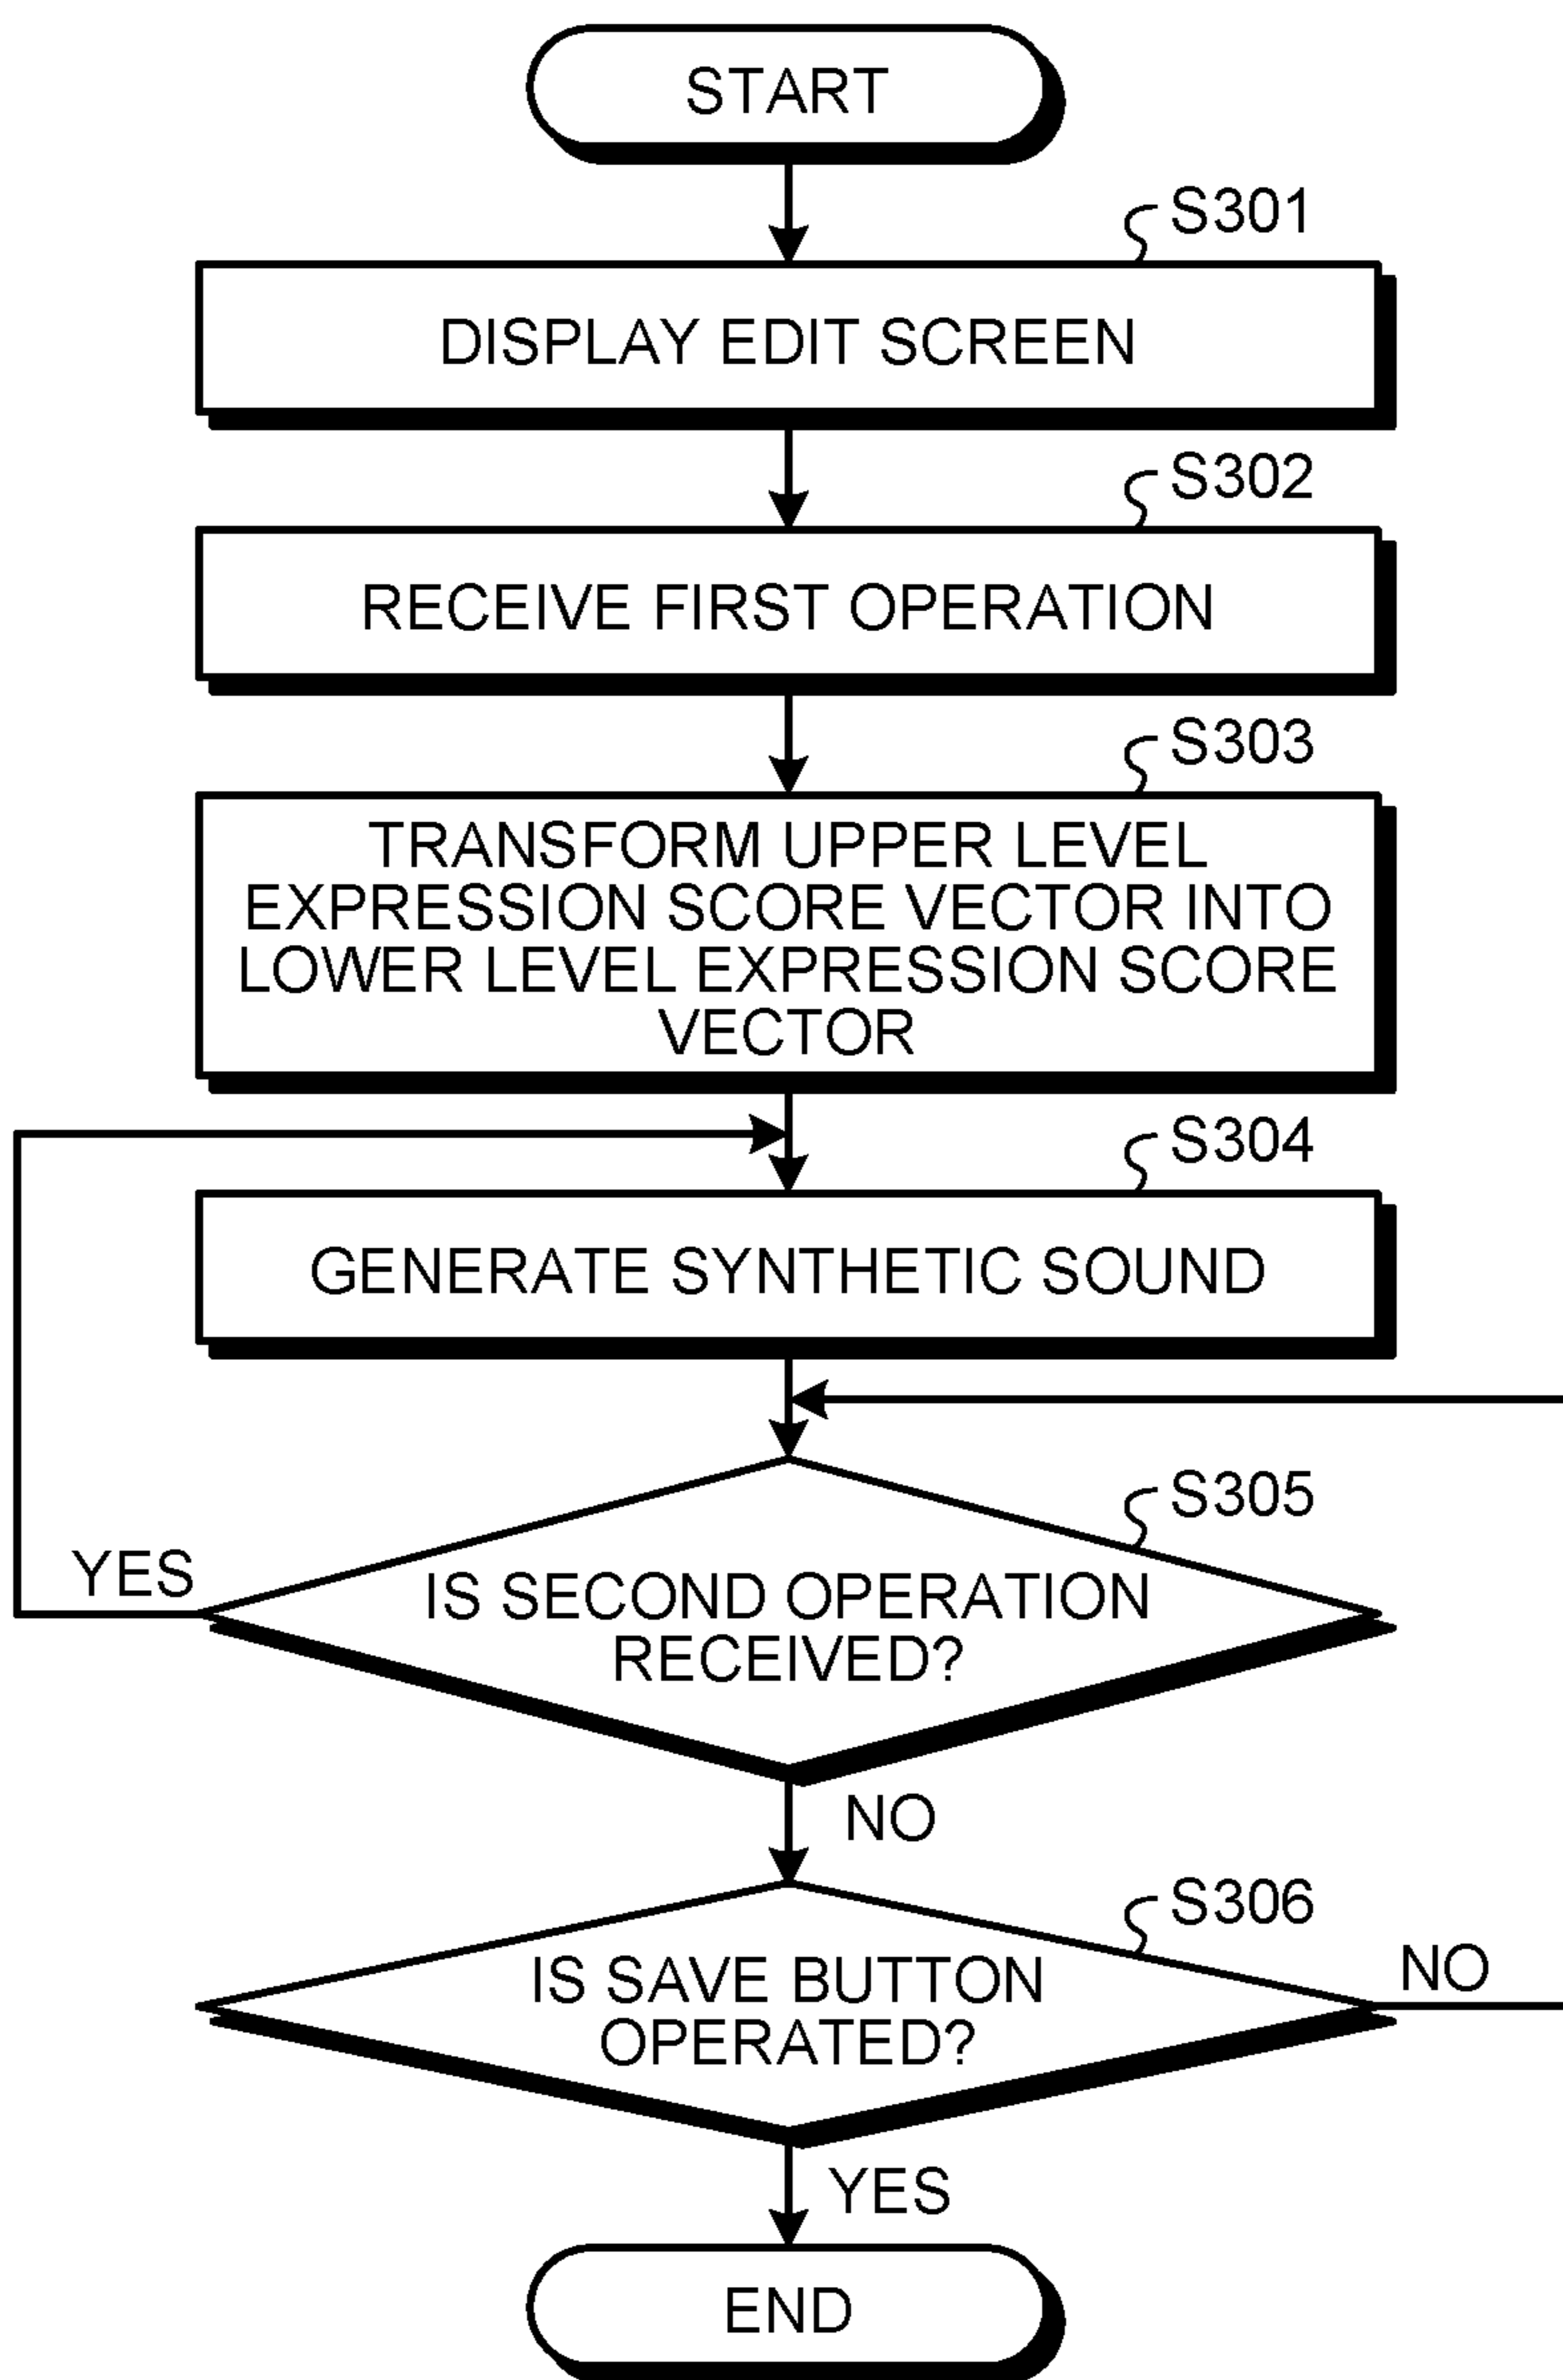 START
S301
DISPLAY EDIT SCREEN
S302
RECEIVE FIRST OPERATION
S303
TRANSFORM UPPER LEVEL
EXPRESSION SCORE VECTOR INTO
LOWER LEVEL EXPRESSION SCORE
VECTOR
S304
GENERATE SYNTHETIC SOUND
S305
YES
IS SECOND OPERATION
RECEIVED?
NO
S306
NO
IS SAVE BUTTON
OPERATED?
YES
END